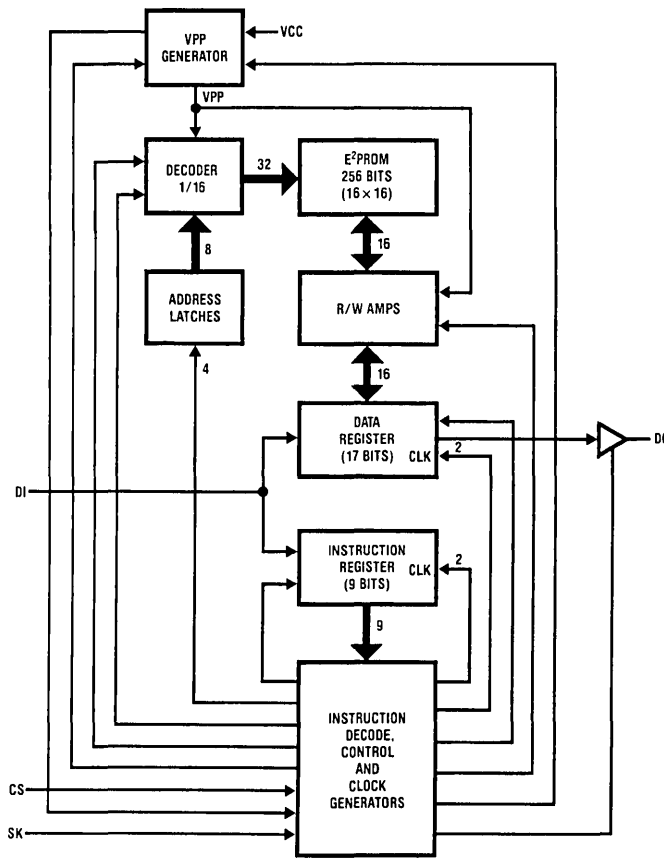 VPP
GENERATOR
VCC
VPP
DECODER
1/16
32
E²PROM
256 BITS
(16 × 16)
8
16
ADDRESS
LATCHES
R/W AMPS
4
16
DATA
REGISTER
(17 BITS)
CLK
2
DO
DI
INSTRUCTION
REGISTER
(9 BITS)
CLK
2
9
INSTRUCTION
DECODE,
CONTROL
AND
CLOCK
GENERATORS
CS
SK